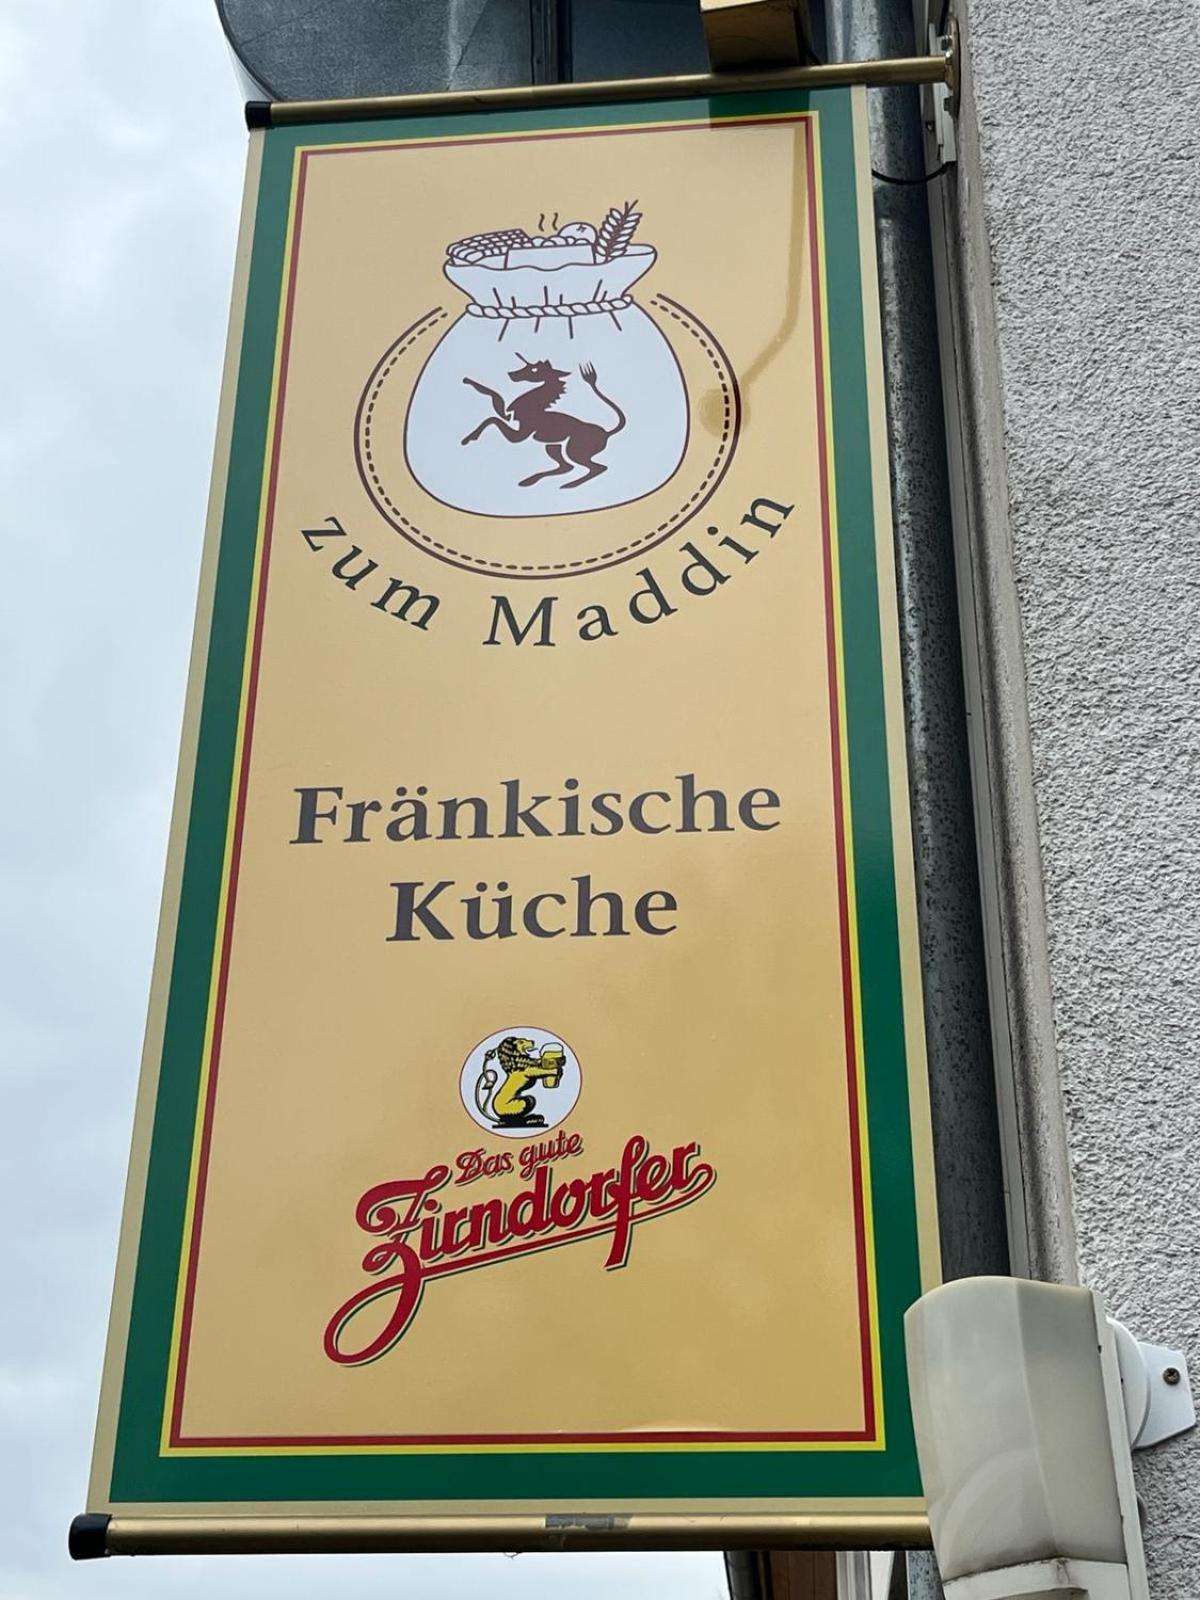 zum Maddin
Fränkische
Küche
Das gute
Zirndorfer